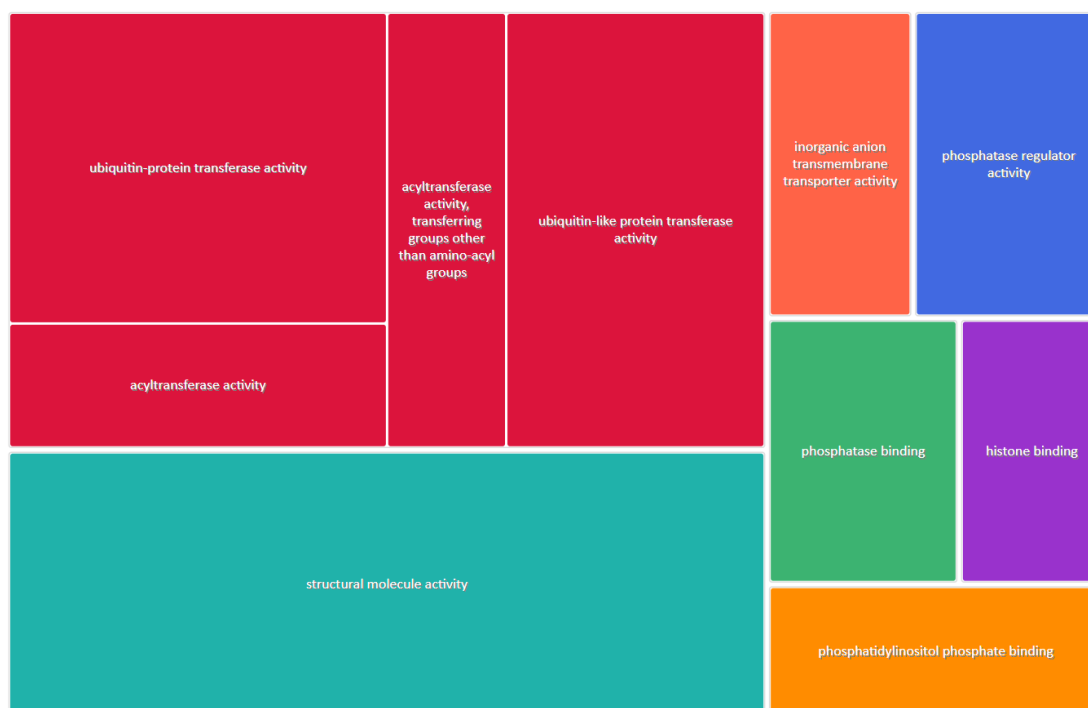 ubiquitin-protein transferase activity
acyltransferase
activity,
transferring
groups other
than amino-acyl
groups
ubiquitin-like protein transferase
activity
acyltransferase activity
structural molecule activity
inorganic anion
transmembrane
transporter activity
phosphatase regulator
activity
phosphatase binding
histone binding
phosphatidylinositol phosphate binding